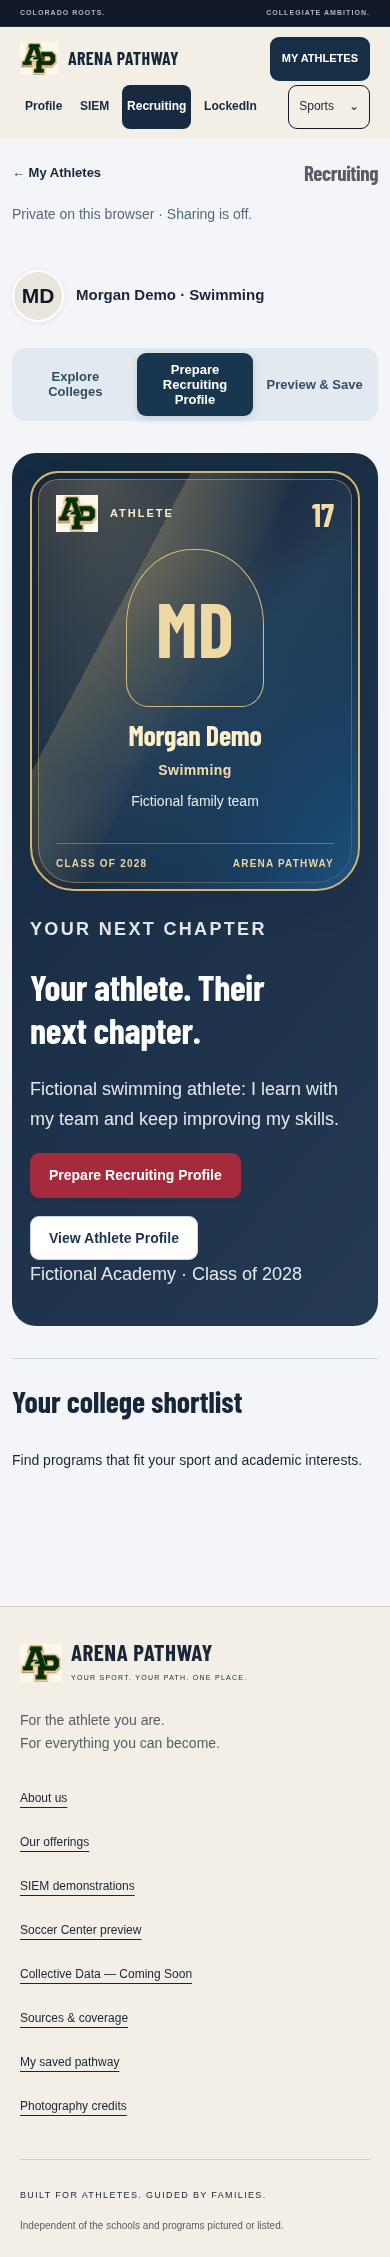 COLORADO ROOTS. COLLEGIATE AMBITION.
AP ARENA PATHWAY MY ATHLETES
Profile SIEM Recruiting LockedIn Sports
← My Athletes Recruiting
Private on this browser · Sharing is off.
MD Morgan Demo · Swimming
Explore Colleges
Prepare Recruiting Profile
Preview & Save
AP ATHLETE 17
MD
Morgan Demo
Swimming
Fictional family team
CLASS OF 2028 ARENA PATHWAY
YOUR NEXT CHAPTER
Your athlete. Their
next chapter.
Fictional swimming athlete: I learn with
my team and keep improving my skills.
Prepare Recruiting Profile
View Athlete Profile
Fictional Academy · Class of 2028
Your college shortlist
Find programs that fit your sport and academic interests.
AP ARENA PATHWAY
YOUR SPORT. YOUR PATH. ONE PLACE.
For the athlete you are.
For everything you can become.
About us
Our offerings
SIEM demonstrations
Soccer Center preview
Collective Data — Coming Soon
Sources & coverage
My saved pathway
Photography credits
BUILT FOR ATHLETES. GUIDED BY FAMILIES.
Independent of the schools and programs pictured or listed.